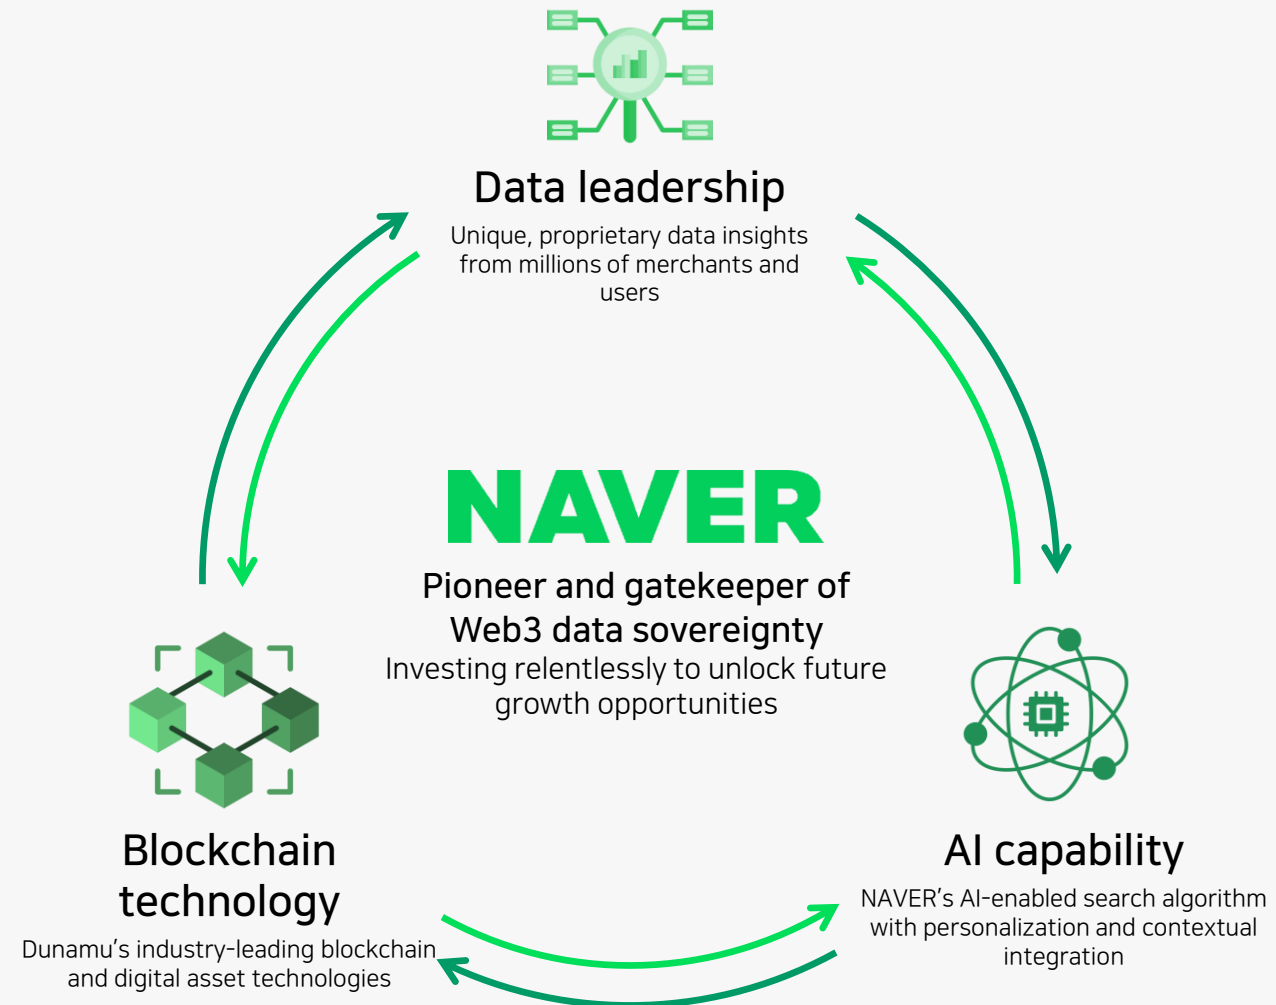 Data leadership
Unique, proprietary data insights
from millions of merchants and
users
NAVER
Pioneer and gatekeeper of
Web3 data sovereignty
Investing relentlessly to unlock future
growth opportunities
Blockchain
technology
Dunamu's industry-leading blockchain
and digital asset technologies
AI capability
NAVER's AI-enabled search algorithm
with personalization and contextual
integration